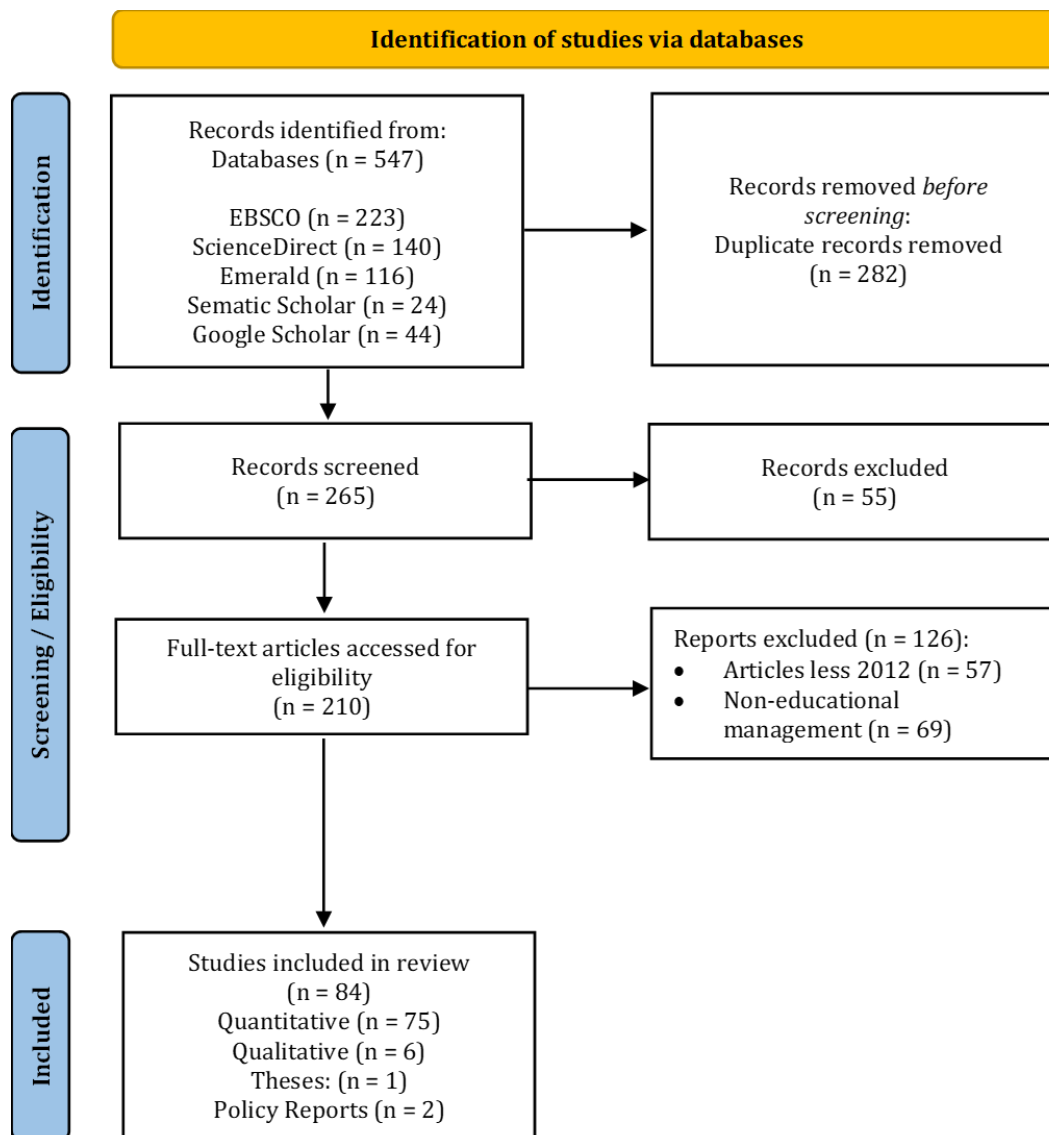 Identification of studies via databases
Identification
Records identified from:
Databases (n = 547)
EBSCO (n = 223)
ScienceDirect (n = 140)
Emerald (n = 116)
Sematic Scholar (n = 24)
Google Scholar (n = 44)
Records removed before
screening:
Duplicate records removed
(n = 282)
Screening / Eligibility
Records screened
(n = 265)
Records excluded
(n = 55)
Full-text articles accessed for
eligibility
(n = 210)
Reports excluded (n = 126):
• Articles less 2012 (n = 57)
• Non-educational
management (n = 69)
Included
Studies included in review
(n = 84)
Quantitative (n = 75)
Qualitative (n = 6)
Theses: (n = 1)
Policy Reports (n = 2)